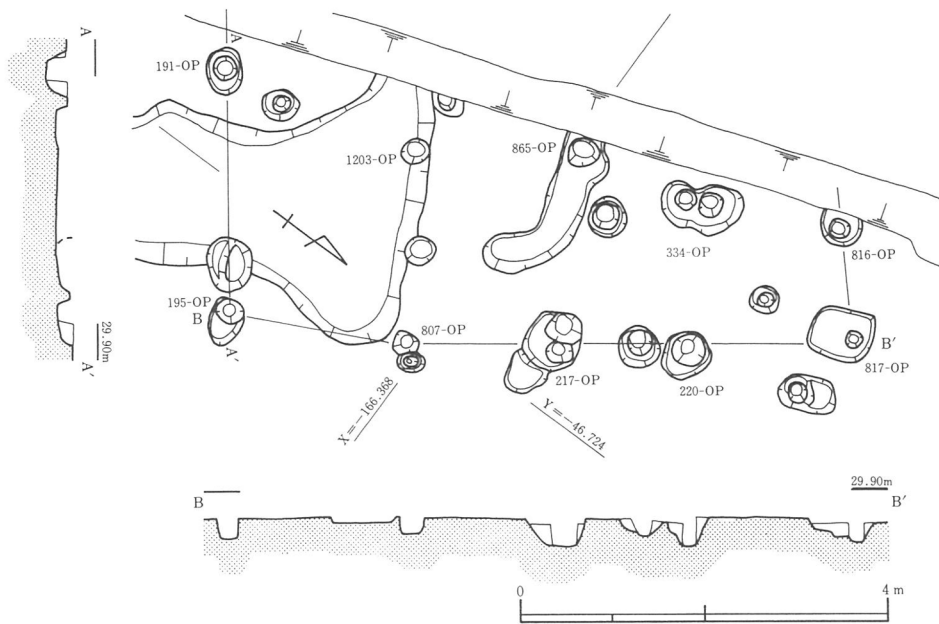 A
A
191-OP
1203-OP
865-OP
334-OP
816-OP
195-OP
B
A′
807-OP
217-OP
220-OP
B′
817-OP
29.90m
A′
X=-166.368
Y=-46.724
B
29.90m
B′
0
4 m